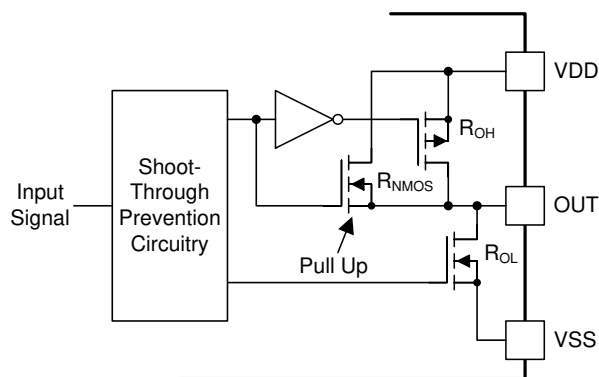 VDD
R_OH
Shoot-
Through
Prevention
Circuitry
Input
Signal
R_NMOS
OUT
Pull Up
R_OL
VSS